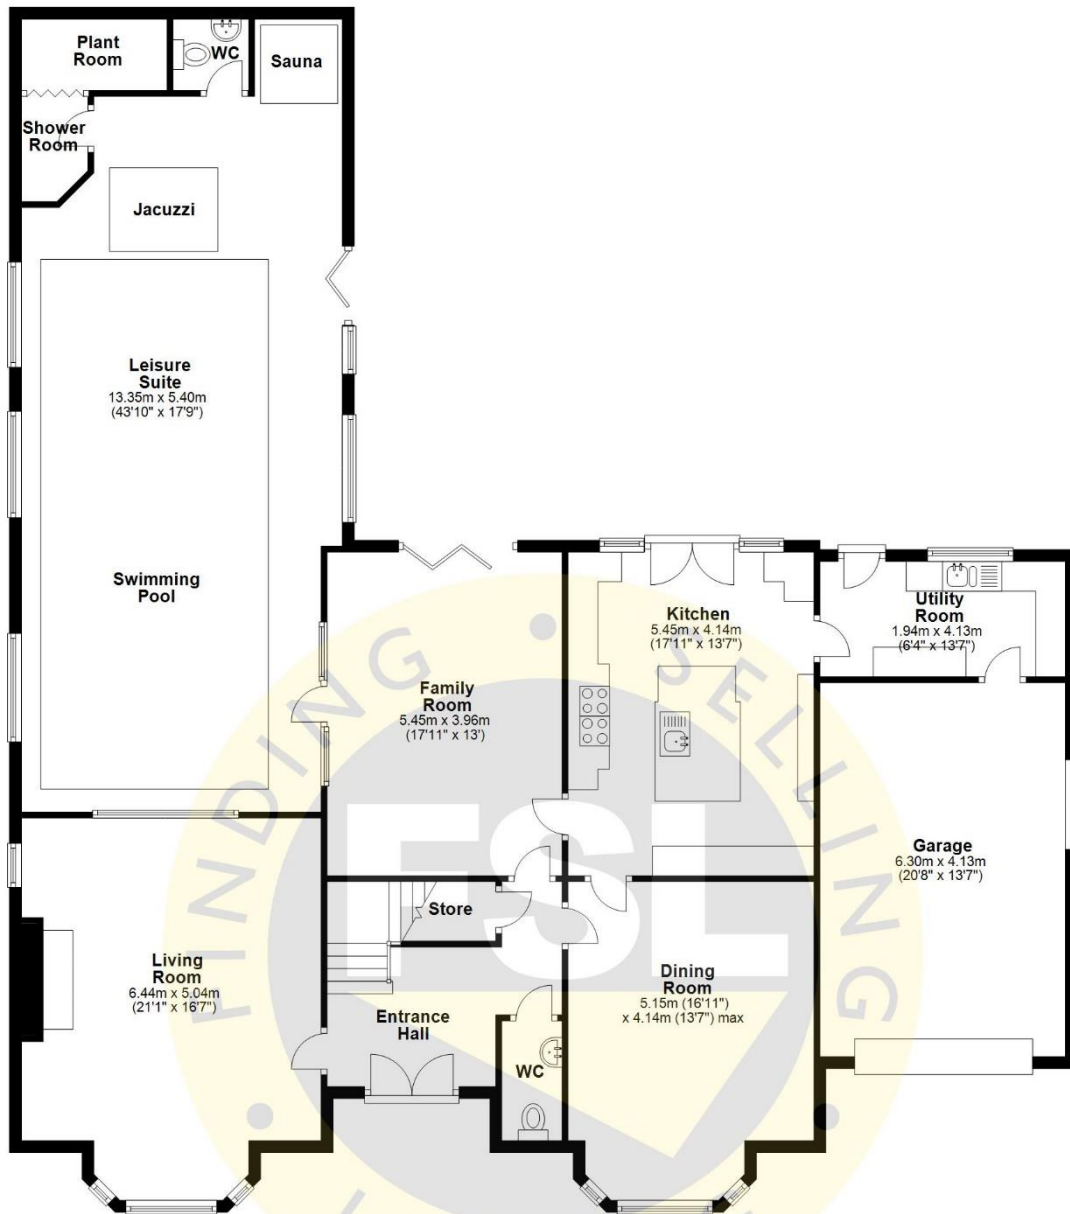 Plant
Room
WC
Sauna
Shower
Room
Jacuzzi
Leisure
Suite
13.35m x 5.40m
(43'10" x 17'9")
Swimming
Pool
Kitchen
5.45m x 4.14m
(17'11" x 13'7")
Utility
Room
1.94m x 4.13m
(6'4" x 13'7")
Family
Room
5.45m x 3.96m
(17'11" x 13')
Garage
6.30m x 4.13m
(20'8" x 13'7")
Store
Living
Room
6.44m x 5.04m
(21'1" x 16'7")
Dining
Room
5.15m (16'11")
x 4.14m (13'7") max
Entrance
Hall
WC
FINDING • SELLING •
FSL